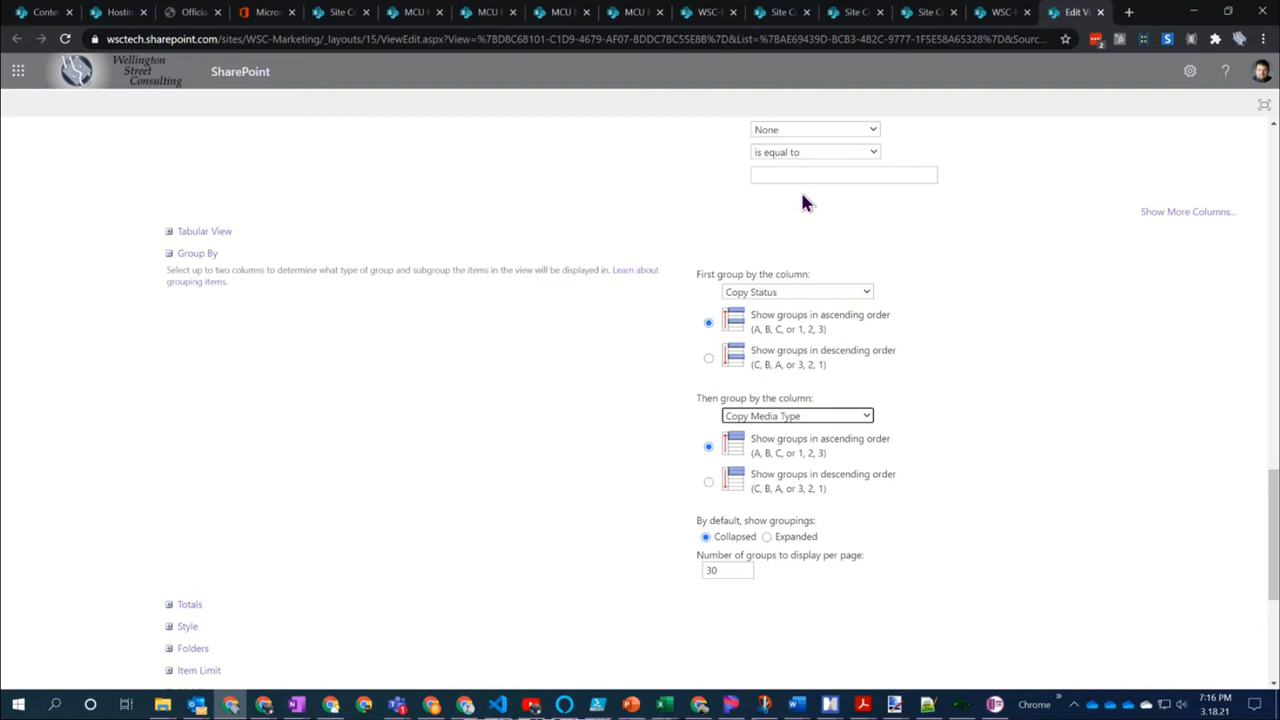 Conten
Hostin
Officia
Micros
Site Co
MCU
MCU
MCU
MCU
WSC-
Site C
Site C
Site C
WSC-
Edit Vi
wsctech.sharepoint.com/sites/WSC-Marketing/_layouts/15/ViewEdit.aspx?View=%7BD8C68101-C1D9-4679-AF07-BDDC7BC55E8B%7D&List=%7BAE69439D-BCB3-4B2C-9777-1F5E58A65328%7D&Sourc...
2
Wellington
Street
Consulting
SharePoint
?
None
is equal to
Show More Columns...
Tabular View
Group By
Select up to two columns to determine what type of group and subgroup the items in the view will be displayed in. Learn about
grouping items.
First group by the column:
Copy Status
Show groups in ascending order
(A, B, C, or 1, 2, 3)
Show groups in descending order
(C, B, A, or 3, 2, 1)
Then group by the column:
Copy Media Type
Show groups in ascending order
(A, B, C, or 1, 2, 3)
Show groups in descending order
(C, B, A, or 3, 2, 1)
By default, show groupings:
Collapsed Expanded
Number of groups to display per page:
30
Totals
Style
Folders
Item Limit
Chrome
7:16 PM
3.18.21